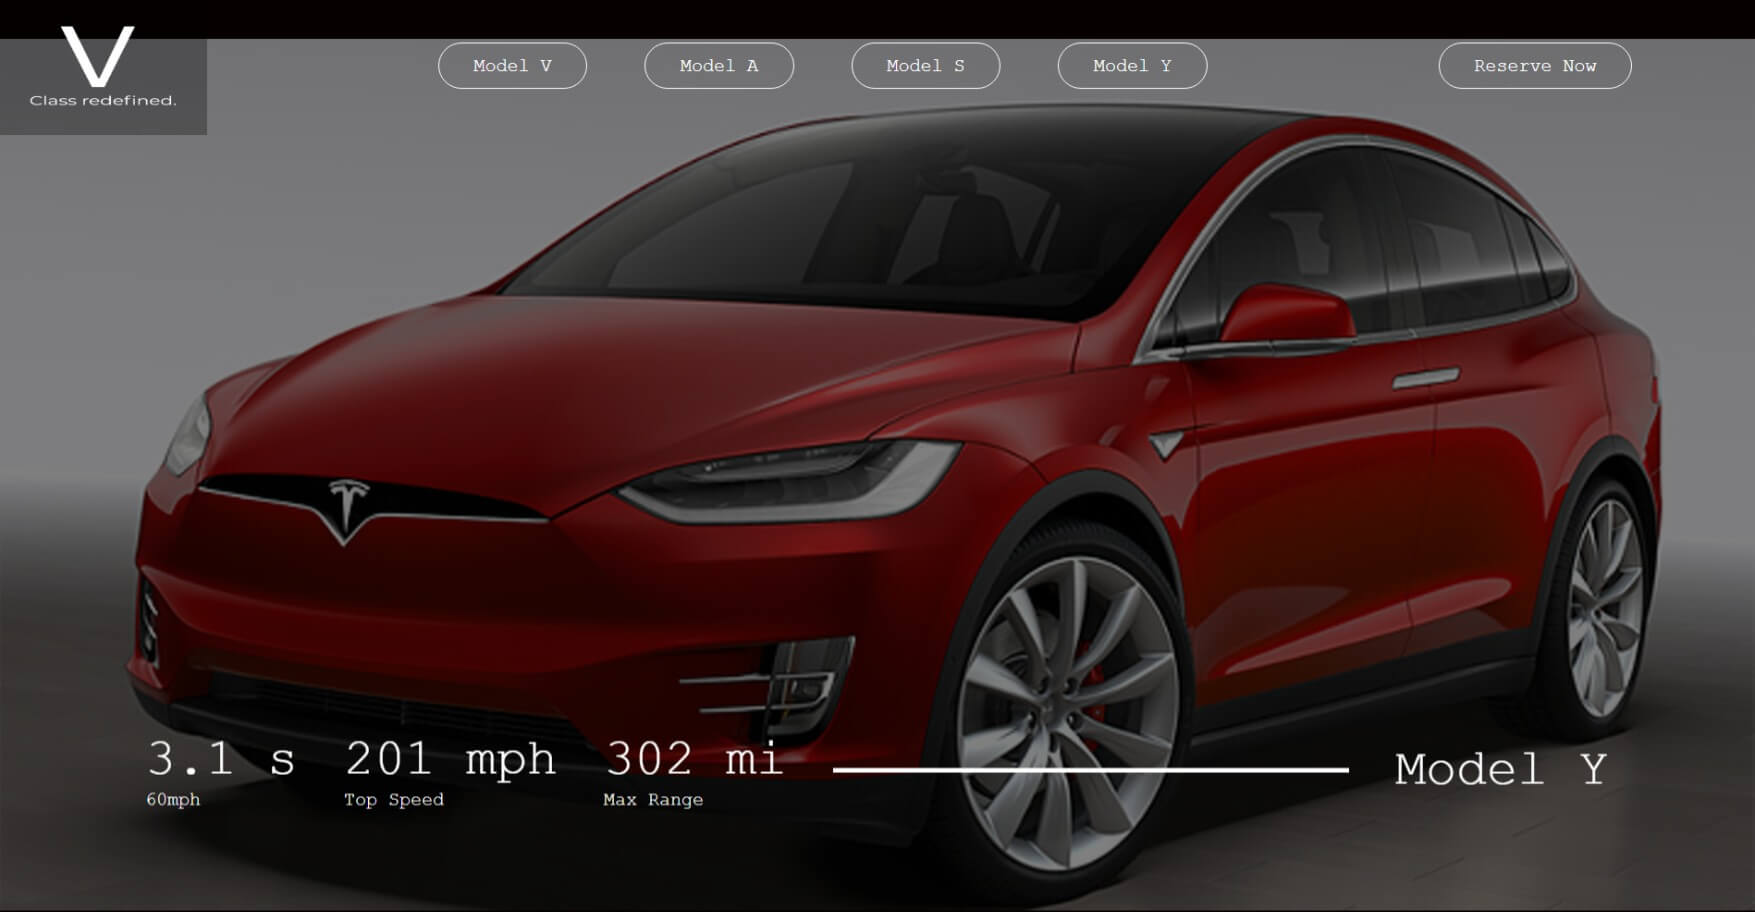 V
Class redefined.
Model V
Model A
Model S
Model Y
Reserve Now
3.1 s
60mph
201 mph
Top Speed
302 mi
Max Range
Model Y